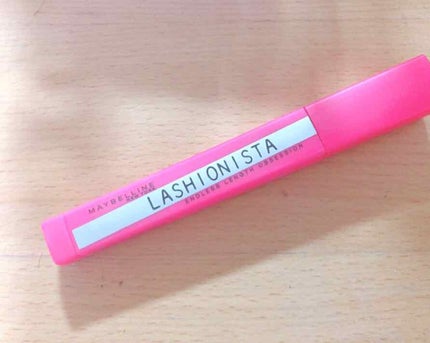 MAYBELLINE
NEW YORK
LASHIONISTA
ENDLESS LENGTH OBSESSION